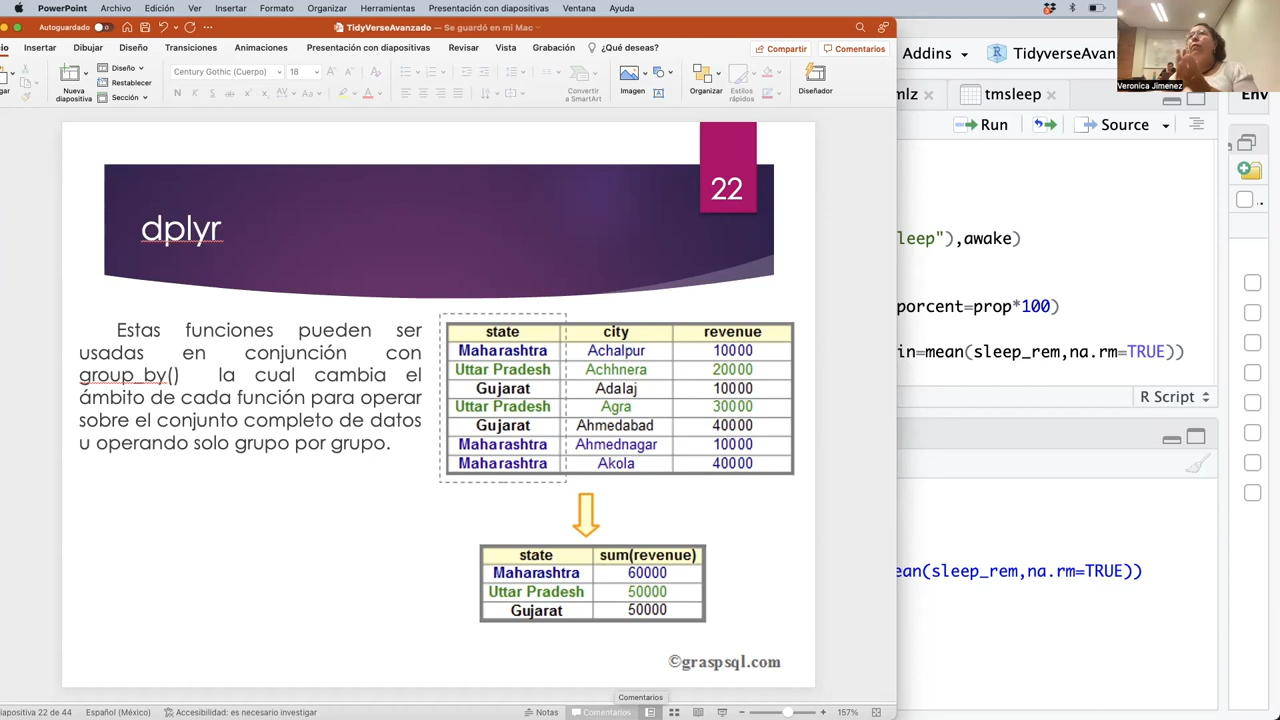 PowerPoint Archivo Edición Ver Insertar Formato Organizar Herramientas Presentación con diapositivas Ventana Ayuda
Autoguardado TidyVerseAvanzado — Se guardó en mi Mac
Insertar Dibujar Diseño Transiciones Animaciones Presentación con diapositivas Revisar Vista Grabación ¿Qué desea? Compartir Comentarios
Nueva diapositiva
Diseño
Restablecer
Sección
Century Gothic (Cuerpo) 18
Convertir a SmartArt
Imagen
Organizar
Estilos rápidos
Diseñador
22
dplyr
Estas funciones pueden ser
usadas en conjunción con
group_by() la cual cambia el
ámbito de cada función para operar
sobre el conjunto completo de datos
u operando solo grupo por grupo.
state city revenue
Maharashtra Achalpur 10000
Uttar Pradesh Achhnera 20000
Gujarat Adalaj 10000
Uttar Pradesh Agra 30000
Gujarat Ahmedabad 40000
Maharashtra Ahmednagar 10000
Maharashtra Akola 40000
state sum(revenue)
Maharashtra 60000
Uttar Pradesh 50000
Gujarat 50000
©graspsql.com
Comentarios
iapositiva 22 de 44 Español (México) Accesibilidad: es necesario investigar Notas Comentarios 157%
Addins TidyverseAvan
Veronica Jimenez
mlz tmsleep Env
Run Source
leep"),awake)
porcent=prop*100)
in=mean(sleep_rem,na.rm=TRUE))
R Script
ean(sleep_rem,na.rm=TRUE))